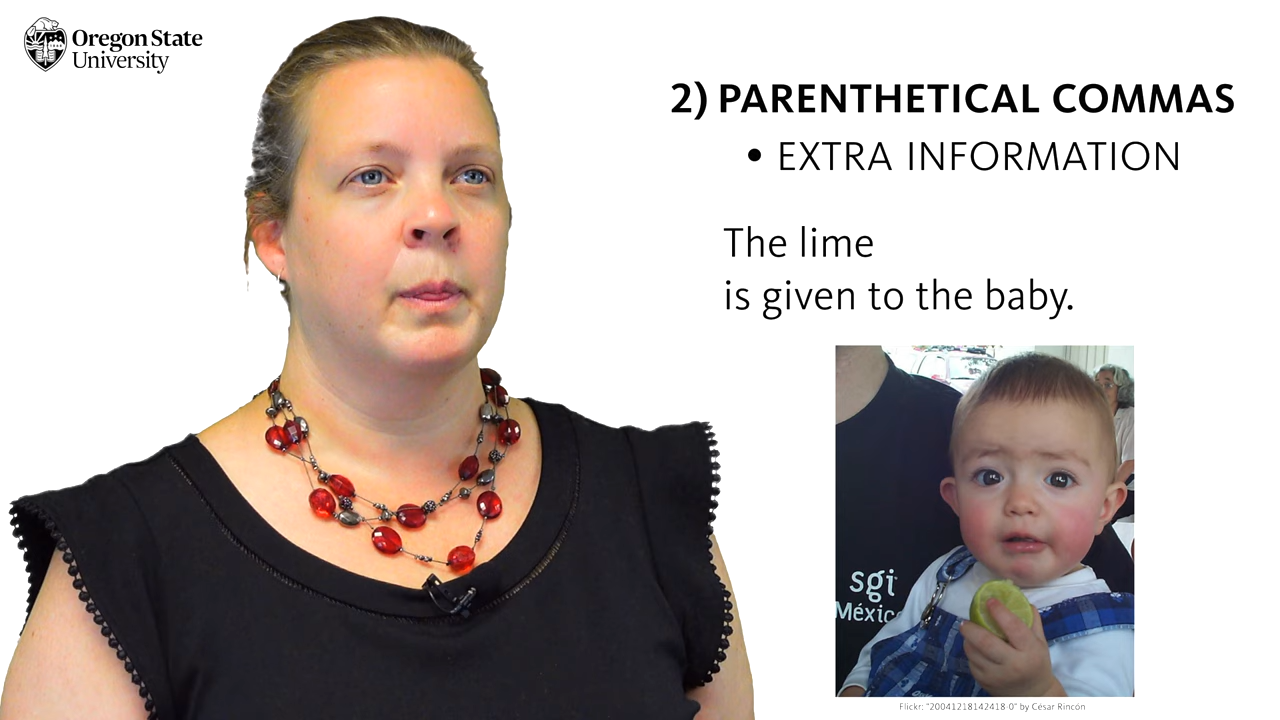 Oregon State
University
2) PARENTHETICAL COMMAS
• EXTRA INFORMATION
The lime
is given to the baby.
sgi
México
Flickr: "20041218142418 0" by César Rincón